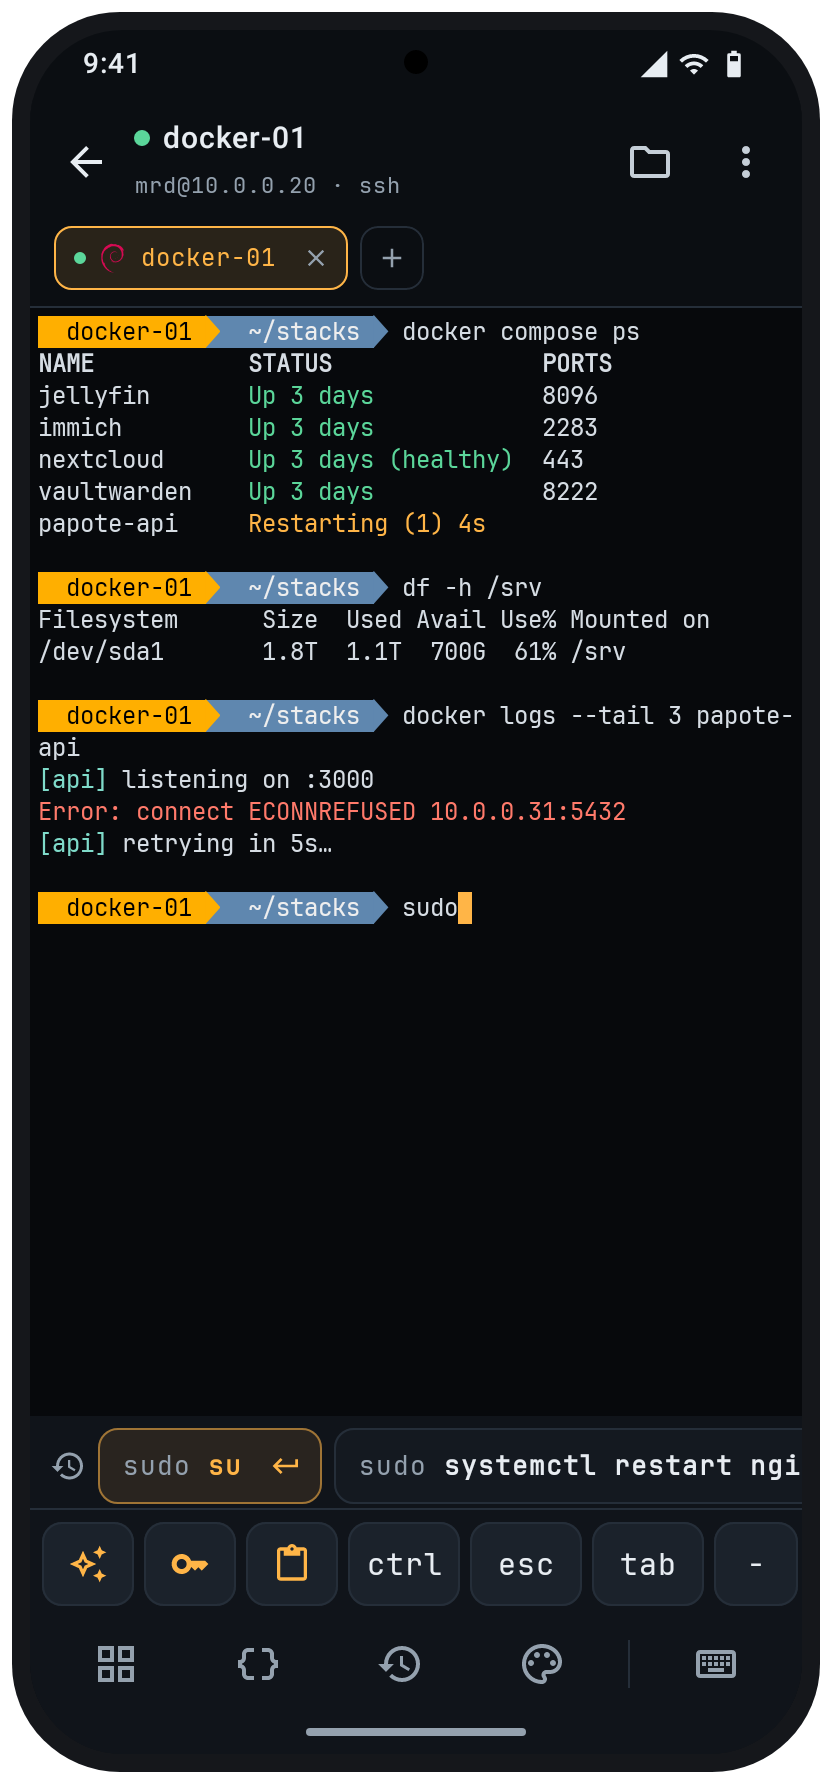 9:41
docker-01
mrd@10.0.0.20 · ssh
docker-01
docker-01 ~/stacks docker compose ps
NAME STATUS PORTS
jellyfin Up 3 days 8096
immich Up 3 days 2283
nextcloud Up 3 days (healthy) 443
vaultwarden Up 3 days 8222
papote-api Restarting (1) 4s
docker-01 ~/stacks df -h /srv
Filesystem Size Used Avail Use% Mounted on
/dev/sda1 1.8T 1.1T 700G 61% /srv
docker-01 ~/stacks docker logs --tail 3 papote-
api
[api] listening on :3000
Error: connect ECONNREFUSED 10.0.0.31:5432
[api] retrying in 5s…
docker-01 ~/stacks sudo
sudo su sudo systemctl restart ngi
ctrl esc tab -